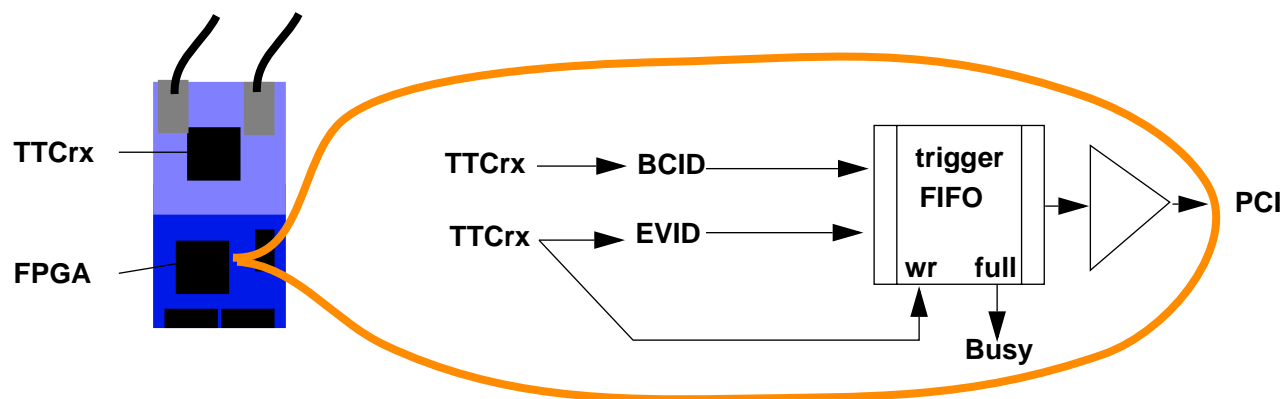 TTCrx
FPGA
TTCrx
BCID
TTCrx
EVID
trigger
FIFO
wr
full
Busy
PCI